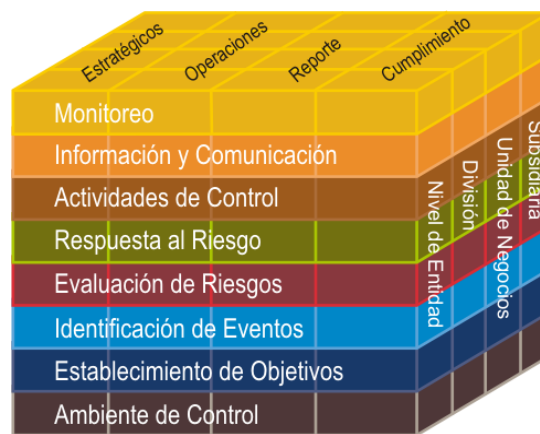 Estratégicos
Operaciones
Reporte
Cumplimiento
Monitoreo
Información y Comunicación
Actividades de Control
Respuesta al Riesgo
Evaluación de Riesgos
Identificación de Eventos
Establecimiento de Objetivos
Ambiente de Control
Nivel de Entidad
División
Unidad de Negocios
Subsidiaría